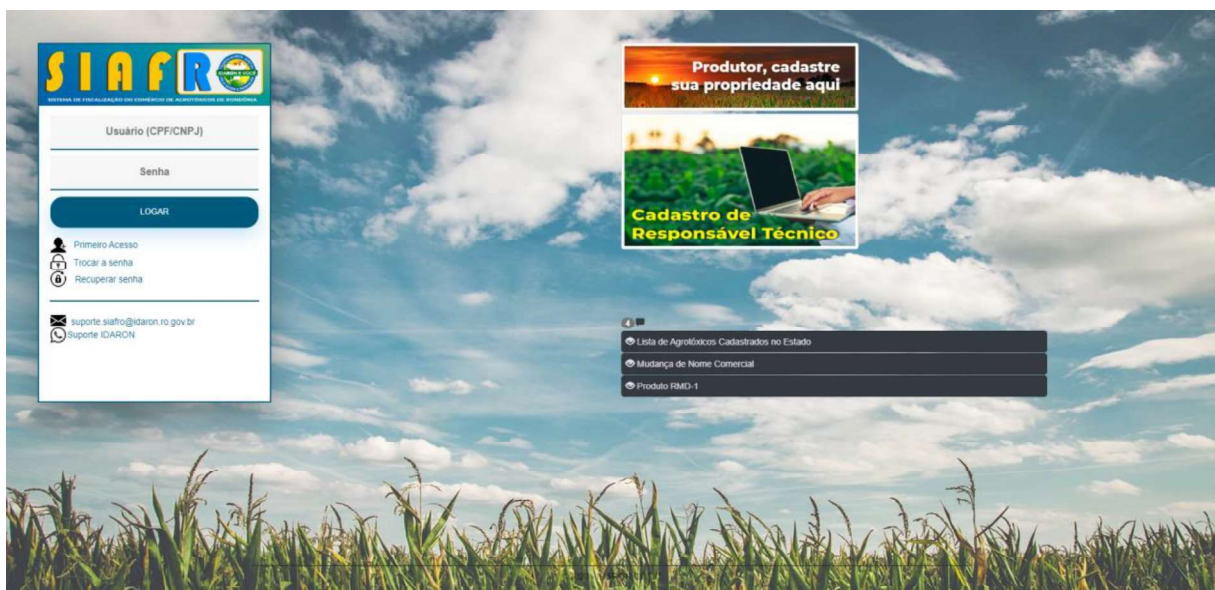 SIAFRO
SISTEMA DE FISCALIZAÇÃO DO COMÉRCIO DE AGROTÓXICOS DE RONDÔNIA
Usuário (CPF/CNPJ)
Senha
LOGAR
Primeiro Acesso
Trocar a senha
Recuperar senha
suporte.siafro@idaron.ro.gov.br
Suporte IDARON
Produtor, cadastre
sua propriedade aqui
Cadastro de
Responsável Técnico
4
Lista de Agrotóxicos Cadastrados no Estado
Mudança de Nome Comercial
Produto RMD-1